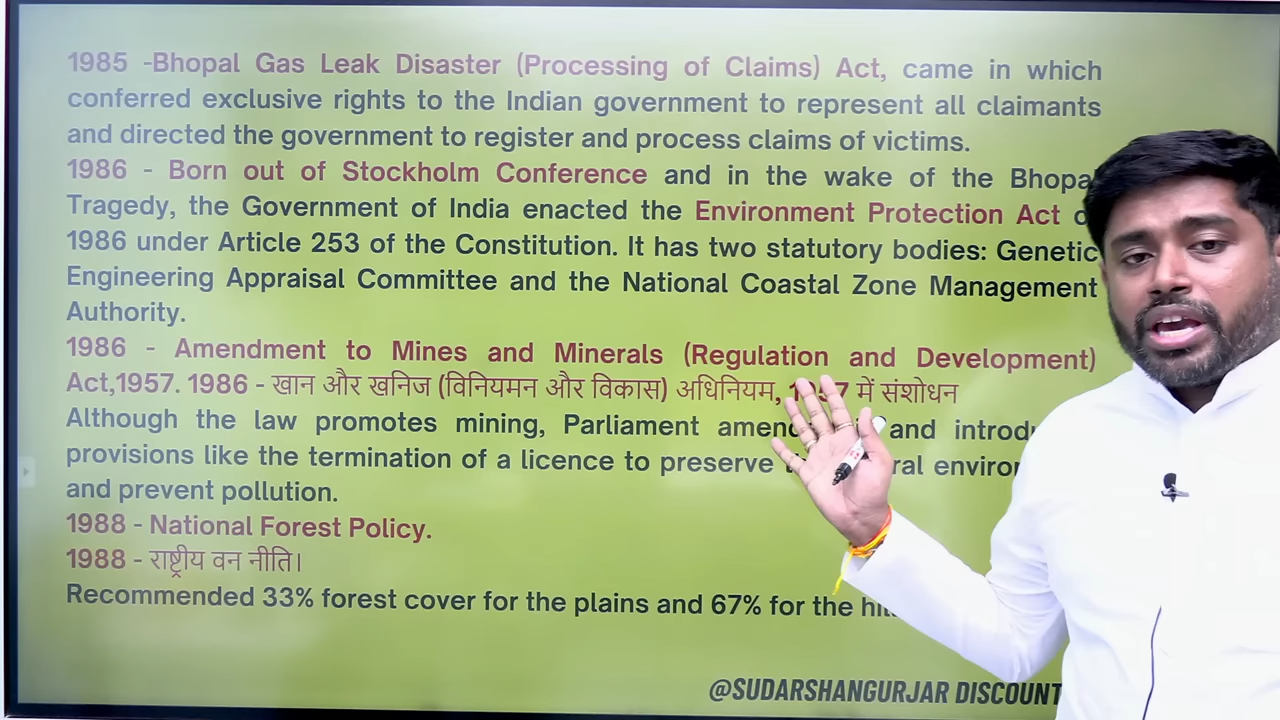 1985 -Bhopal Gas Leak Disaster (Processing of Claims) Act, came in which
conferred exclusive rights to the Indian government to represent all claimants
and directed the government to register and process claims of victims.
1986 - Born out of Stockholm Conference and in the wake of the Bhopal
Tragedy, the Government of India enacted the Environment Protection Act
1986 under Article 253 of the Constitution. It has two statutory bodies: Genetic
Engineering Appraisal Committee and the National Coastal Zone Management
Authority.
1986 - Amendment to Mines and Minerals (Regulation and Development)
Act,1957. 1986 - खान और खनिज (विनियमन और विकास) अधिनियम, में संशोधन
Although the law promotes mining, Parliament and
provisions like the termination of a licence to preserve
and prevent pollution.
1988 - National Forest Policy.
1988 - राष्ट्रीय वन नीति।
Recommended 33% forest cover for the plains and 67% for the
@SUDARSHANGURJAR DISCOUNT